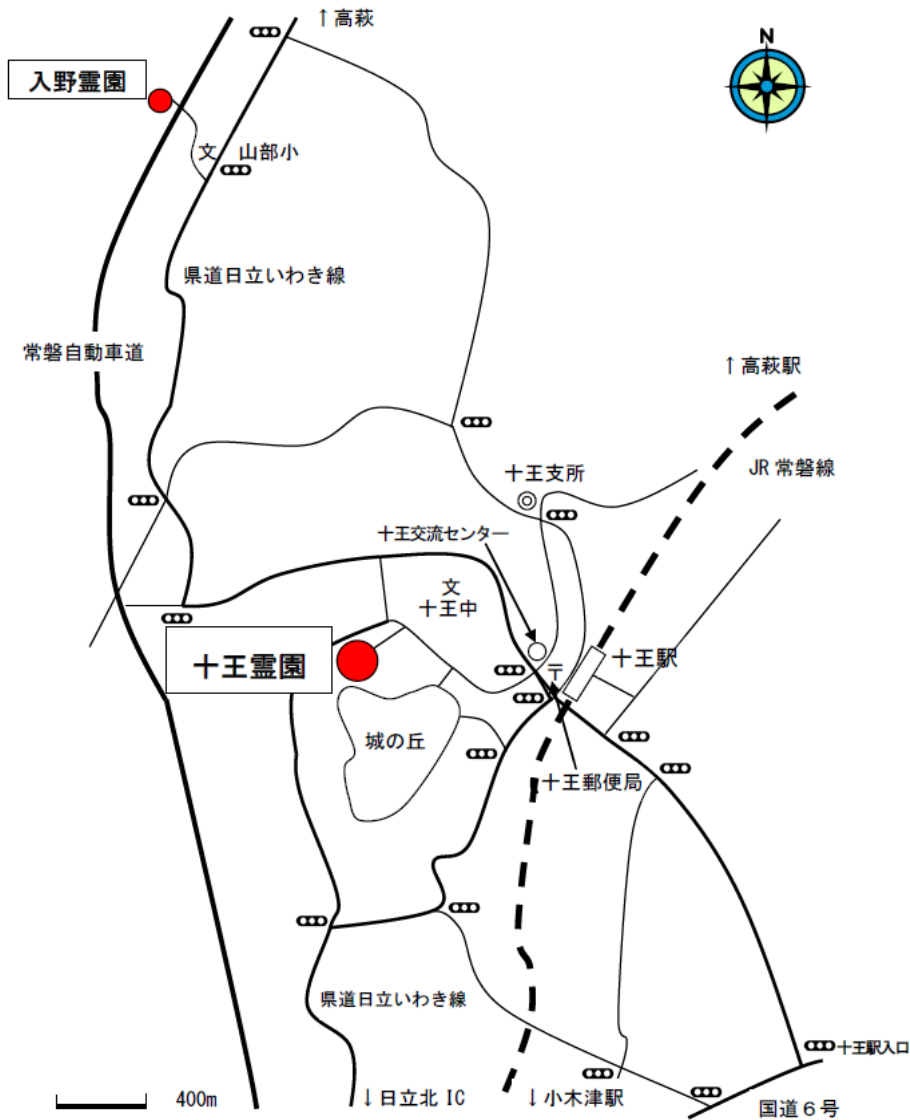 ↑高萩
N
入野霊園
文 山部小
県道日立いわき線
常磐自動車道
↑高萩駅
JR常磐線
十王支所
十王交流センター
文
十王中
十王霊園
十王駅
〒
城の丘
十王郵便局
県道日立いわき線
十王駅入口
400m
↓日立北IC
↓小木津駅
国道６号